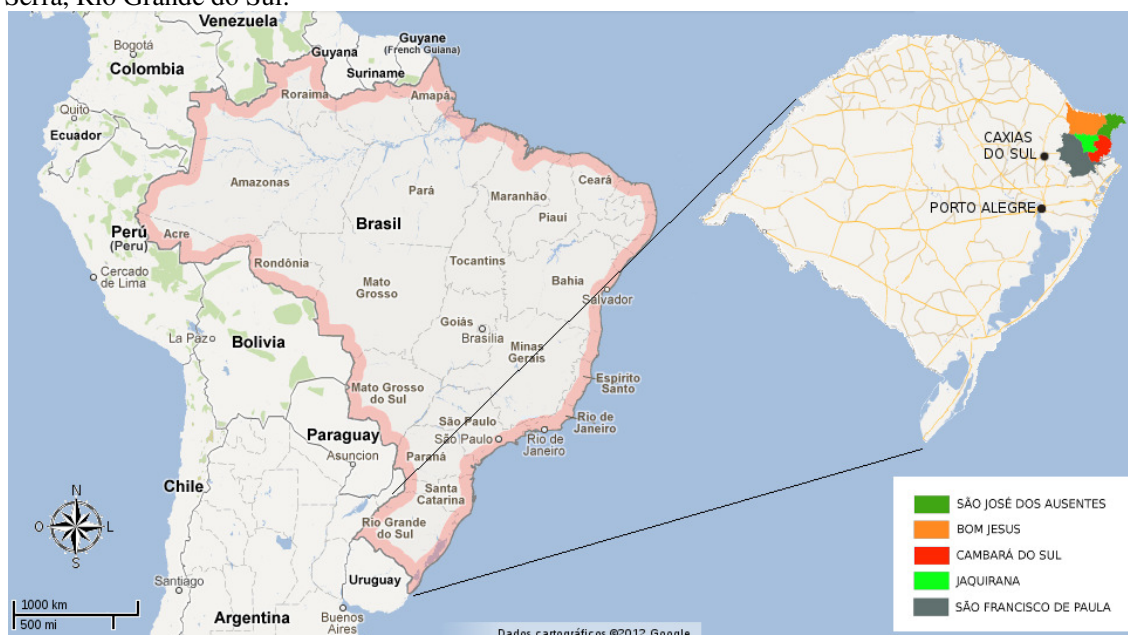 Serra, Rio Grande do Sul.
Venezuela
Bogotá
Colombia
Guyana
Guyane
(French Guiana)
Suriname
Roraima
Amapá
Quito
Ecuador
Amazonas
Pará
Maranhão
Ceará
Piauí
Brasil
Perú
(Peru)
Acre
Rondônia
Tocantins
Cercado
de Lima
Mato
Grosso
Bahia
Salvador
La Paz
Bolivia
Goiás
Brasilia
Minas
Gerais
Mato Grosso
do Sul
Espírito
Santo
São Paulo
São Paulo
Rio de
Janeiro
Rio de
Janeiro
Paraguay
Asuncion
Paraná
Chile
Santa
Catarina
Rio Grande
do Sul
Uruguay
Santiago
Buenos
Aires
Argentina
N
O
L
S
1000 km
500 mi
Dados cartográficos ©2012 Google
CAXIAS
DO SUL
PORTO ALEGRE
SÃO JOSÉ DOS AUSENTES
BOM JESUS
CAMBARÁ DO SUL
JAQUIRANA
SÃO FRANCISCO DE PAULA